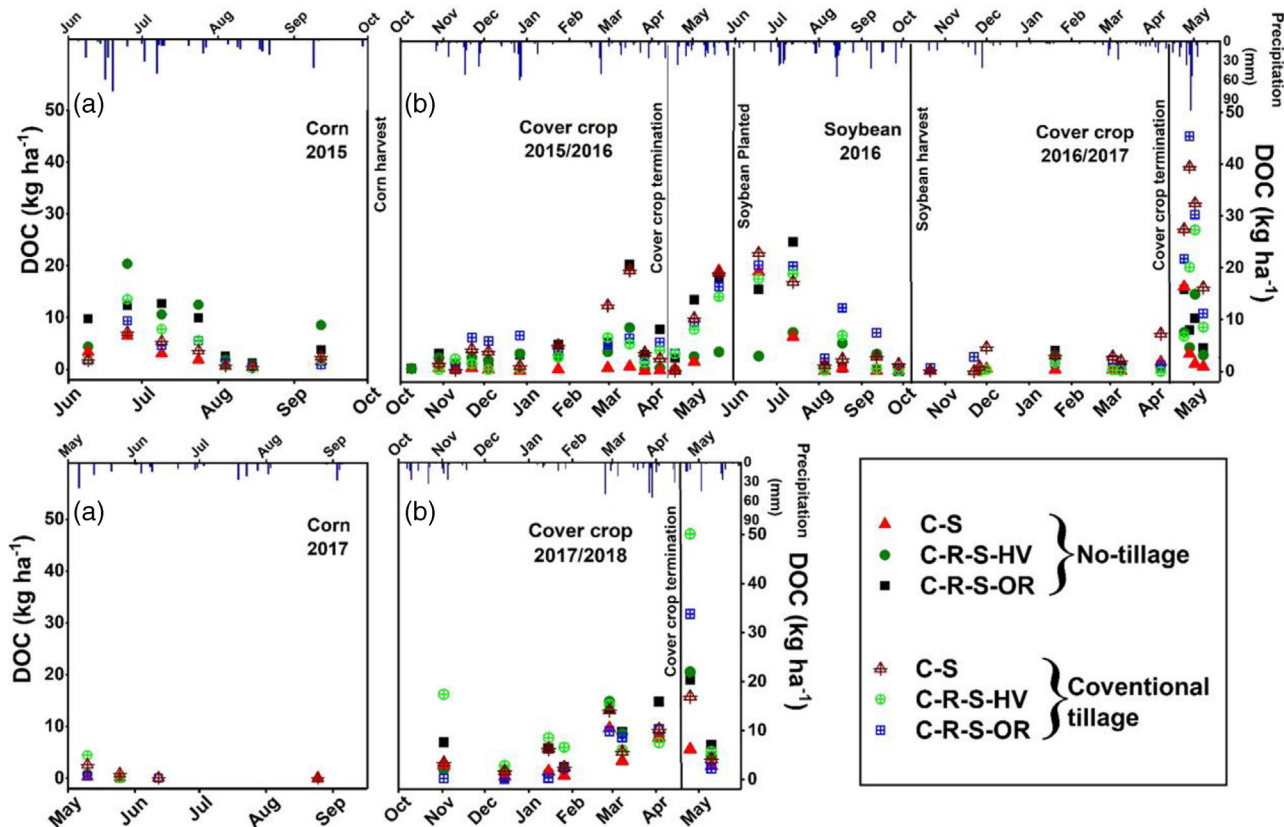 Jun Jul Aug Sep Oct
Nov Dec Jan Feb Mar Apr May Jun Jul Aug Sep Oct Nov Dec Jan Feb Mar Apr May
Precipitation
(mm)
0
30
60
90
(a)
Corn
2015
Corn harvest
DOC (kg ha-1)
50
40
30
20
10
0
Jun Jul Aug Sep Oct
(b)
Cover crop
2015/2016
Cover crop termination
Soybean Planted
Soybean
2016
Soybean harvest
Cover crop
2016/2017
Cover crop termination
50
40
30
20
10
0
DOC (kg ha-1)
Oct Nov Dec Jan Feb Mar Apr May Jun Jul Aug Sep Oct Nov Dec Jan Feb Mar Apr May
May Jun Jul Aug Sep
(a)
Corn
2017
DOC (kg ha-1)
50
40
30
20
10
0
May Jun Jul Aug Sep
Oct Nov Dec Jan Feb Mar Apr May
Precipitation
(mm)
0
30
60
90
(b)
Cover crop
2017/2018
Cover crop termination
50
40
30
20
10
0
DOC (kg ha-1)
Oct Nov Dec Jan Feb Mar Apr May
C-S
C-R-S-HV
C-R-S-OR
No-tillage
C-S
C-R-S-HV
C-R-S-OR
Coventional
tillage